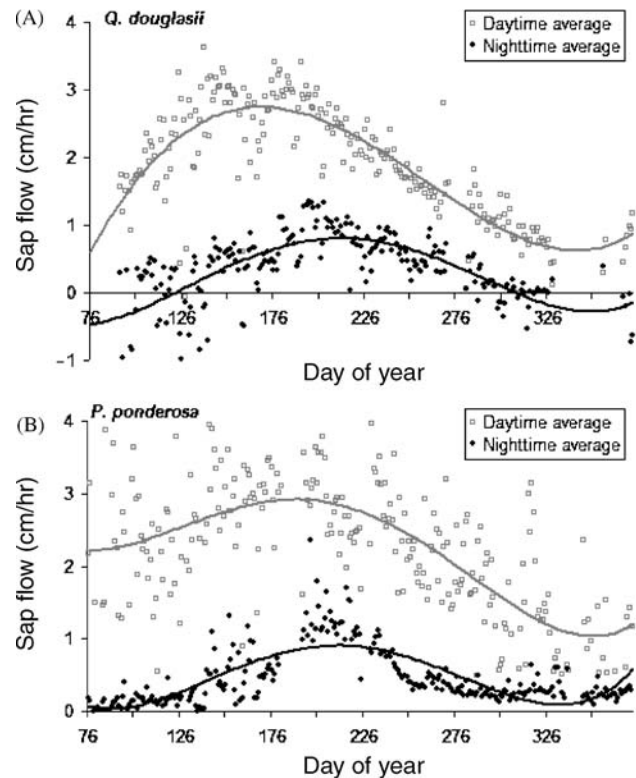 (A)
Q. douglasii
Daytime average
Nighttime average
4
3
2
1
0
−1
Sap flow (cm/hr)
76 126 176 226 276 326
Day of year
(B)
P. ponderosa
Daytime average
Nighttime average
4
3
2
1
0
Sap flow (cm/hr)
76 126 176 226 276 326
Day of year